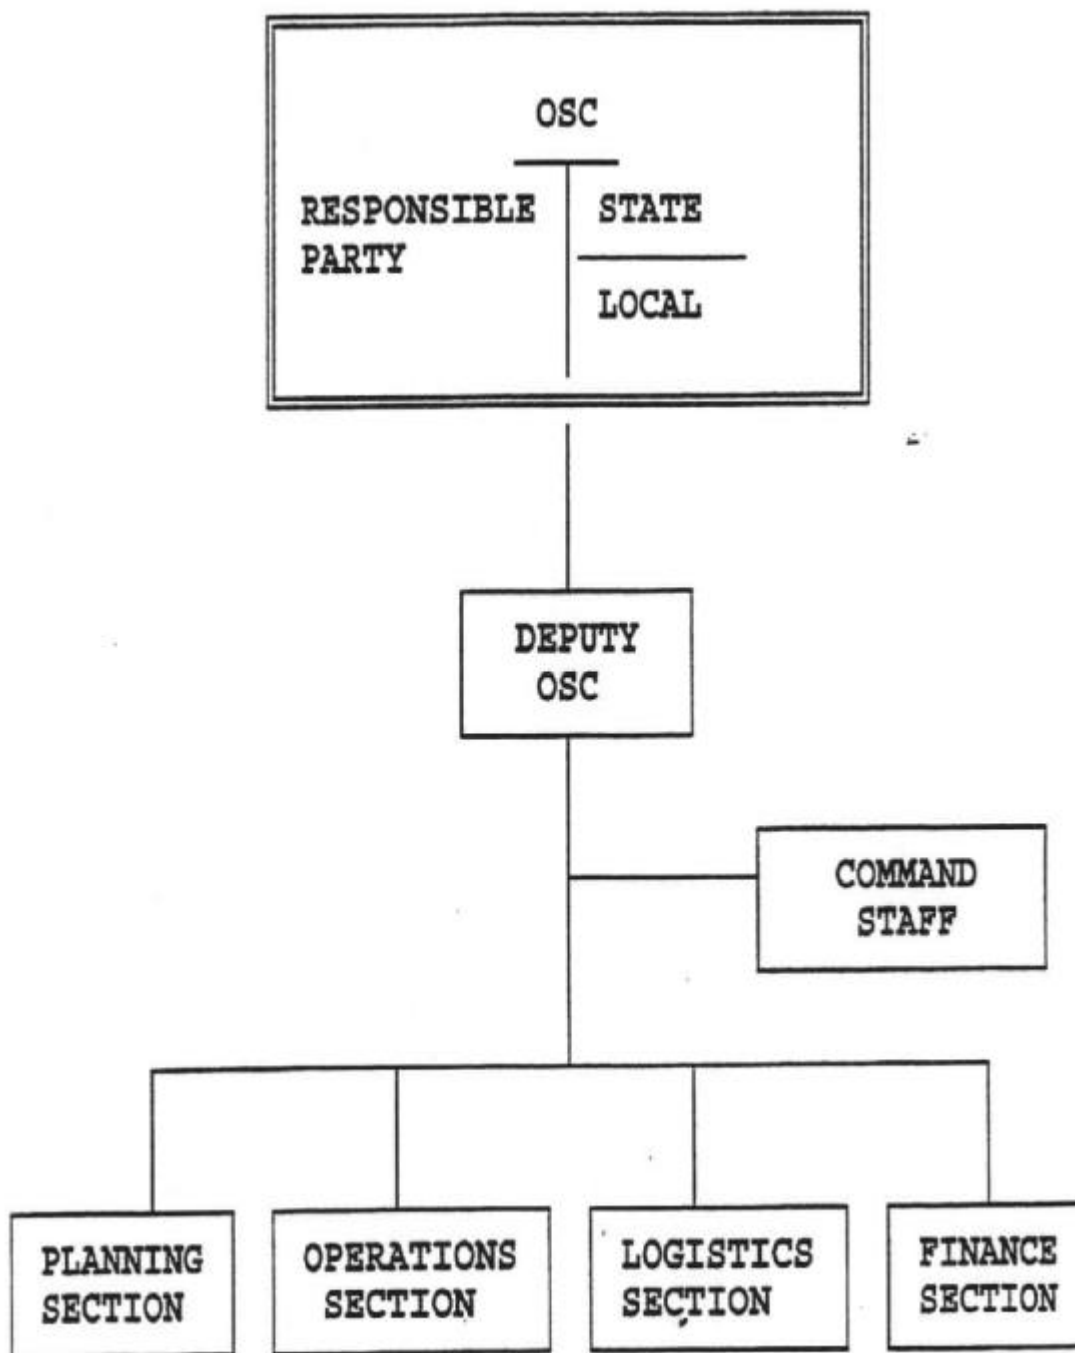 OSC
RESPONSIBLE
PARTY
STATE
LOCAL
DEPUTY
OSC
COMMAND
STAFF
PLANNING
SECTION
OPERATIONS
SECTION
LOGISTICS
SECTION
FINANCE
SECTION